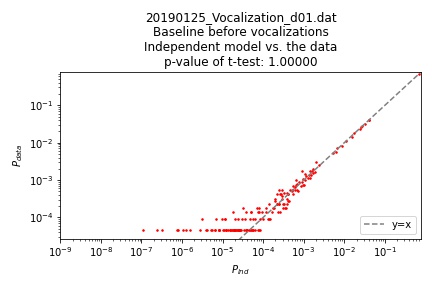 20190125_Vocalization_d01.dat
Baseline before vocalizations
Independent model vs. the data
p-value of t-test: 1.00000
10⁻¹
10⁻²
10⁻³
10⁻⁴
P_data
y=x
10⁻⁹ 10⁻⁸ 10⁻⁷ 10⁻⁶ 10⁻⁵ 10⁻⁴ 10⁻³ 10⁻² 10⁻¹
P_ind